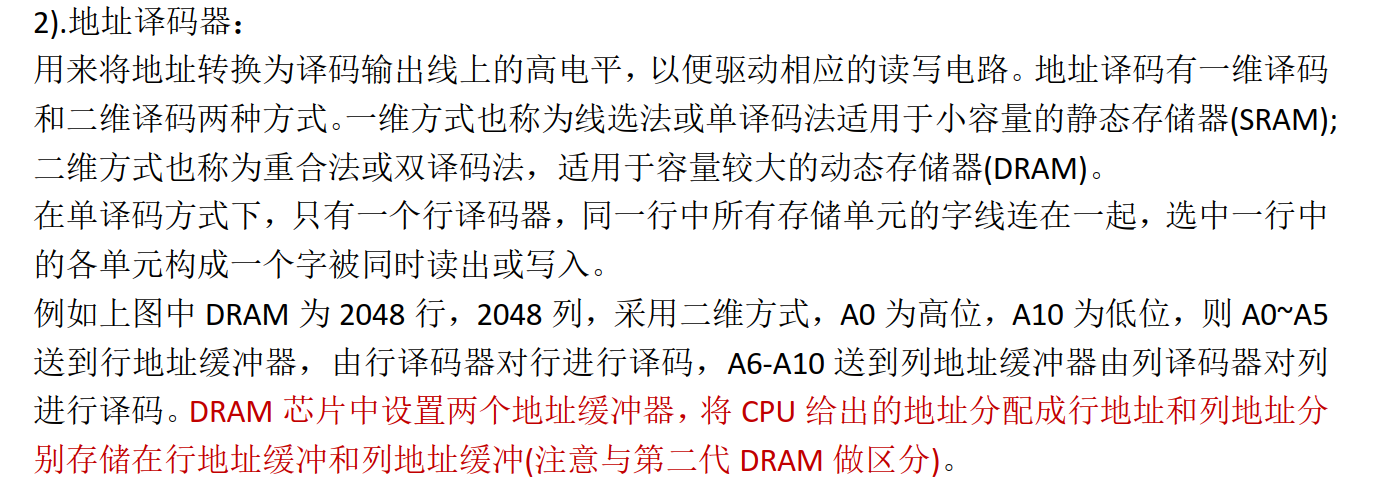 2).地址译码器：
用来将地址转换为译码输出线上的高电平，以便驱动相应的读写电路。地址译码有一维译码
和二维译码两种方式。一维方式也称为线选法或单译码法适用于小容量的静态存储器(SRAM);
二维方式也称为重合法或双译码法，适用于容量较大的动态存储器(DRAM)。
在单译码方式下，只有一个行译码器，同一行中所有存储单元的字线连在一起，选中一行中
的各单元构成一个字被同时读出或写入。
例如上图中 DRAM 为 2048 行，2048 列，采用二维方式，A0 为高位，A10 为低位，则 A0~A5
送到行地址缓冲器，由行译码器对行进行译码，A6-A10 送到列地址缓冲器由列译码器对列
进行译码。DRAM 芯片中设置两个地址缓冲器，将 CPU 给出的地址分配成行地址和列地址分
别存储在行地址缓冲和列地址缓冲(注意与第二代 DRAM 做区分)。